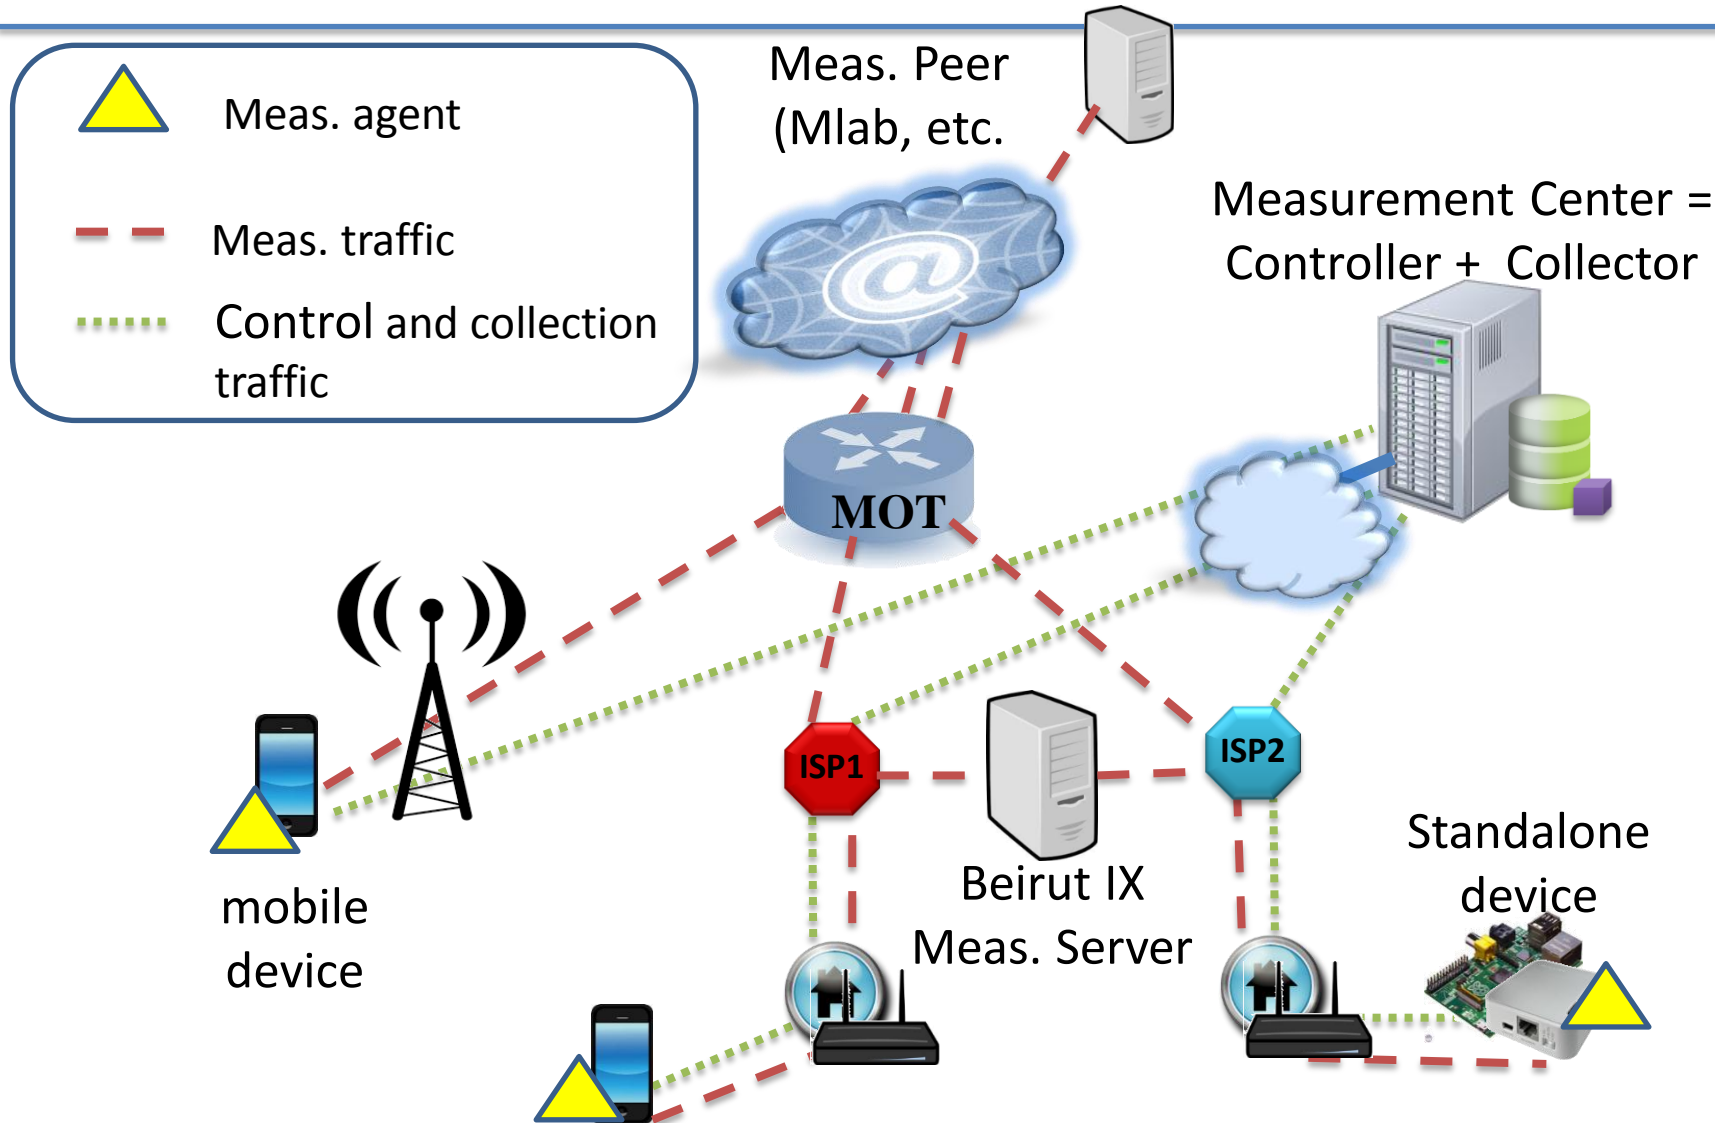 Meas. agent
Meas. traffic
Control and collection
traffic
Meas. Peer
(Mlab, etc.
Measurement Center =
Controller + Collector
@
MOT
ISP1
ISP2
Beirut IX
Meas. Server
Standalone
device
mobile
device